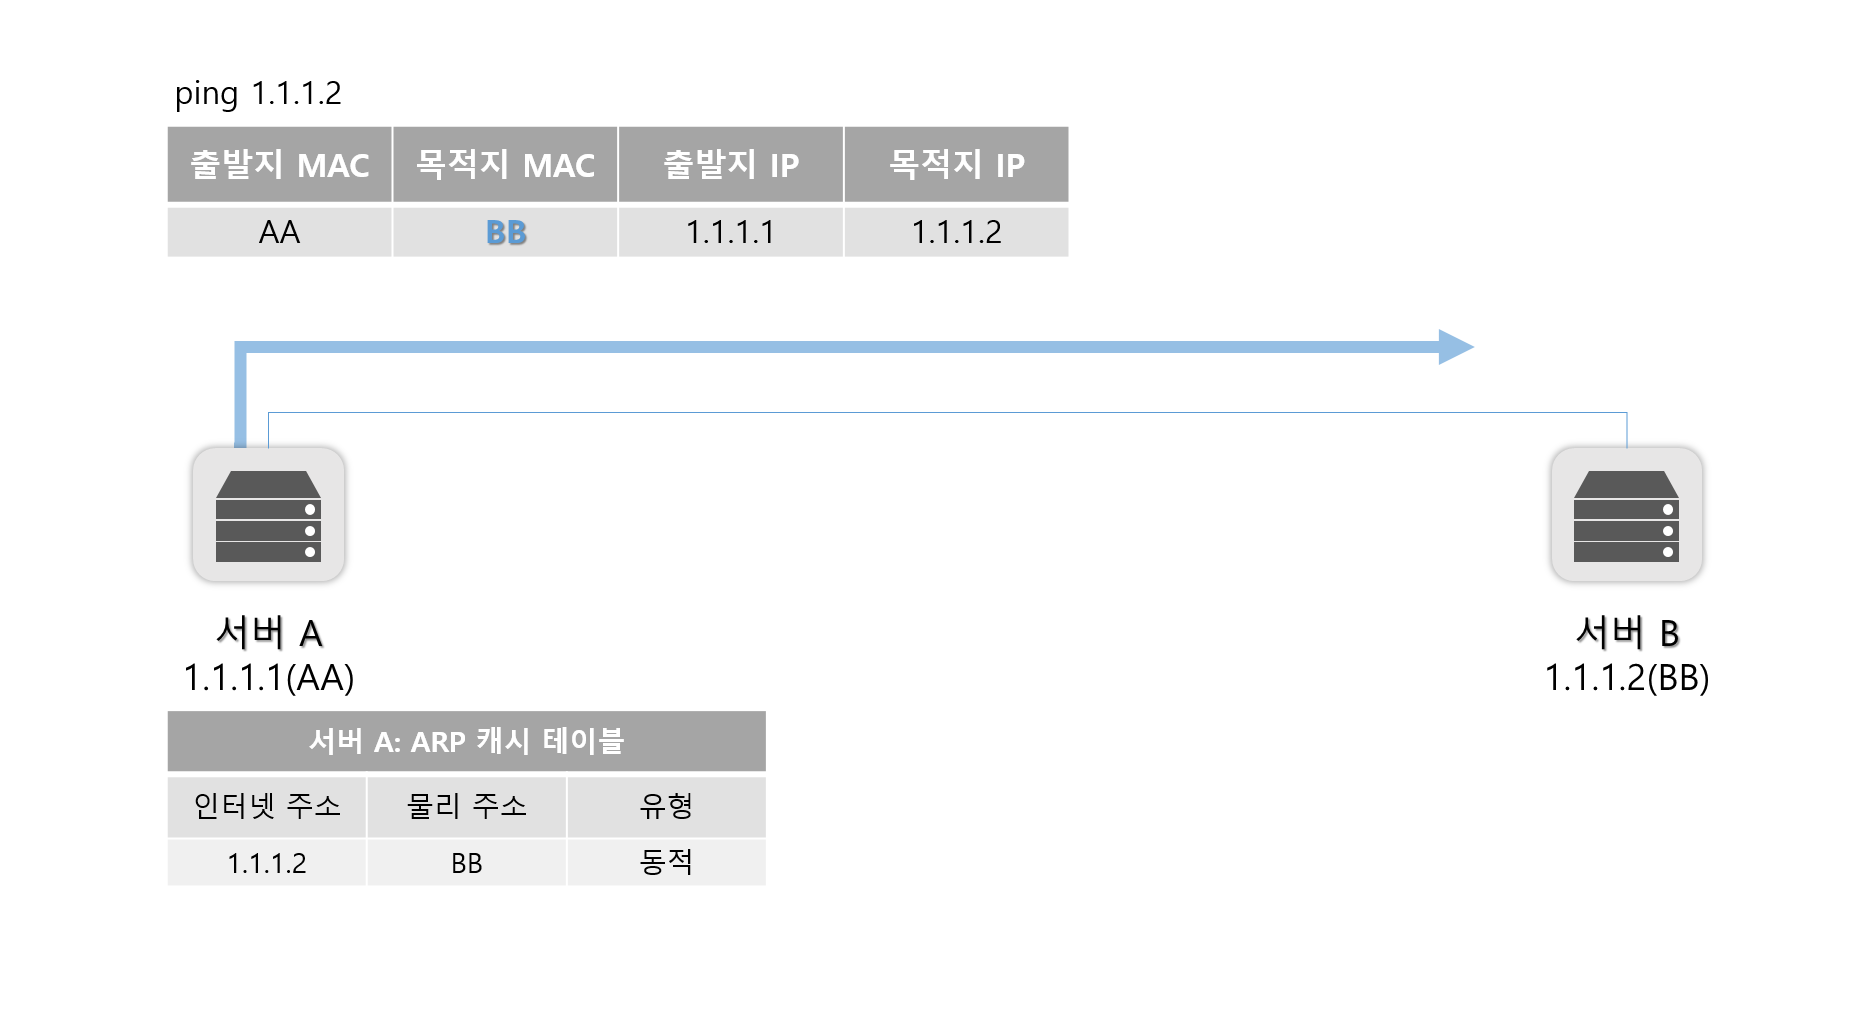 ping 1.1.1.2
출발지 MAC 목적지 MAC 출발지 IP 목적지 IP
AA BB 1.1.1.1 1.1.1.2
서버 A
1.1.1.1(AA)
서버 B
1.1.1.2(BB)
서버 A: ARP 캐시 테이블
인터넷 주소 물리 주소 유형
1.1.1.2 BB 동적